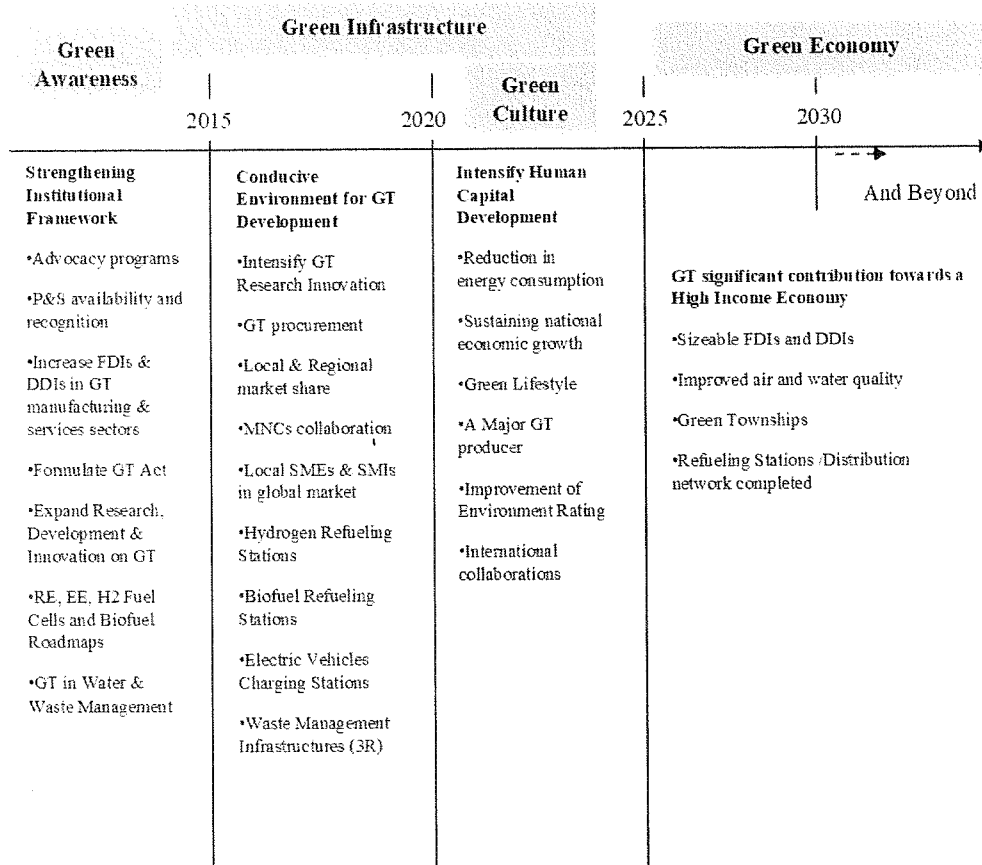 Green Infrastructure
Green
Awareness
Green Economy
Green
Culture
2015
2020
2025
2030
And Beyond
Strengthening
Institutional
Framework
•Advocacy programs
•P&S availability and
recognition
•Increase FDIs &
DDIs in GT
manufacturing &
services sectors
•Formulate GT Act
•Expand Research,
Development &
Innovation on GT
•RE, EE, H2 Fuel
Cells and Biofuel
Roadmaps
•GT in Water &
Waste Management
Conducive
Environment for GT
Development
•Intensify GT
Research Innovation
•GT procurement
•Local & Regional
market share
•MNCs collaboration
•Local SMEs & SMIs
in global market
•Hydrogen Refueling
Stations
•Biofuel Refueling
Stations
•Electric Vehicles
Charging Stations
•Waste Management
Infrastructures (3R)
Intensify Human
Capital
Development
•Reduction in
energy consumption
•Sustaining national
economic growth
•Green Lifestyle
•A Major GT
producer
•Improvement of
Environment Rating
•International
collaborations
GT significant contribution towards a
High Income Economy
•Sizeable FDIs and DDIs
•Improved air and water quality
•Green Townships
•Refueling Stations /Distribution
network completed